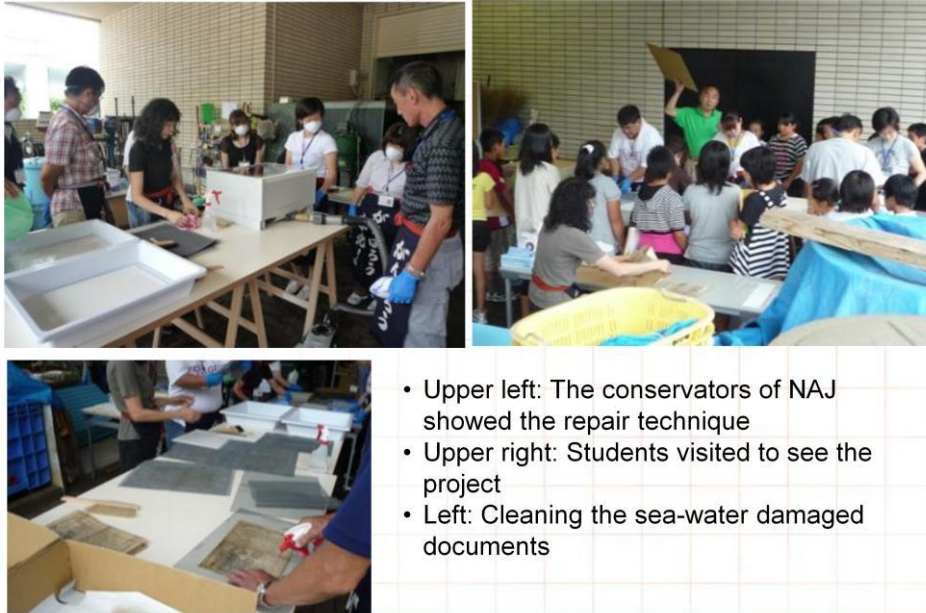 • Upper left: The conservators of NAJ
showed the repair technique
• Upper right: Students visited to see the
project
• Left: Cleaning the sea-water damaged
documents